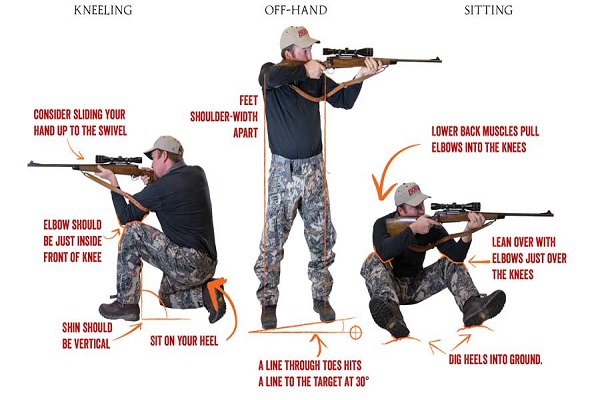 KNEELING
OFF-HAND
SITTING
CONSIDER SLIDING YOUR
HAND UP TO THE SWIVEL
FEET
SHOULDER-WIDTH
APART
LOWER BACK MUSCLES PULL
ELBOWS INTO THE KNEES
ELBOW SHOULD
BE JUST INSIDE
FRONT OF KNEE
LEAN OVER WITH
ELBOWS JUST OVER
THE KNEES
SHIN SHOULD
BE VERTICAL
SIT ON YOUR HEEL
A LINE THROUGH TOES HITS
A LINE TO THE TARGET AT 30°
DIG HEELS INTO GROUND.